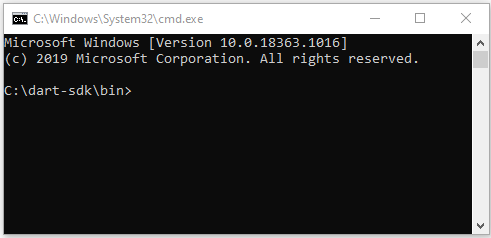 C:\Windows\System32\cmd.exe
Microsoft Windows [Version 10.0.18363.1016]
(c) 2019 Microsoft Corporation. All rights reserved.
C:\dart-sdk\bin>